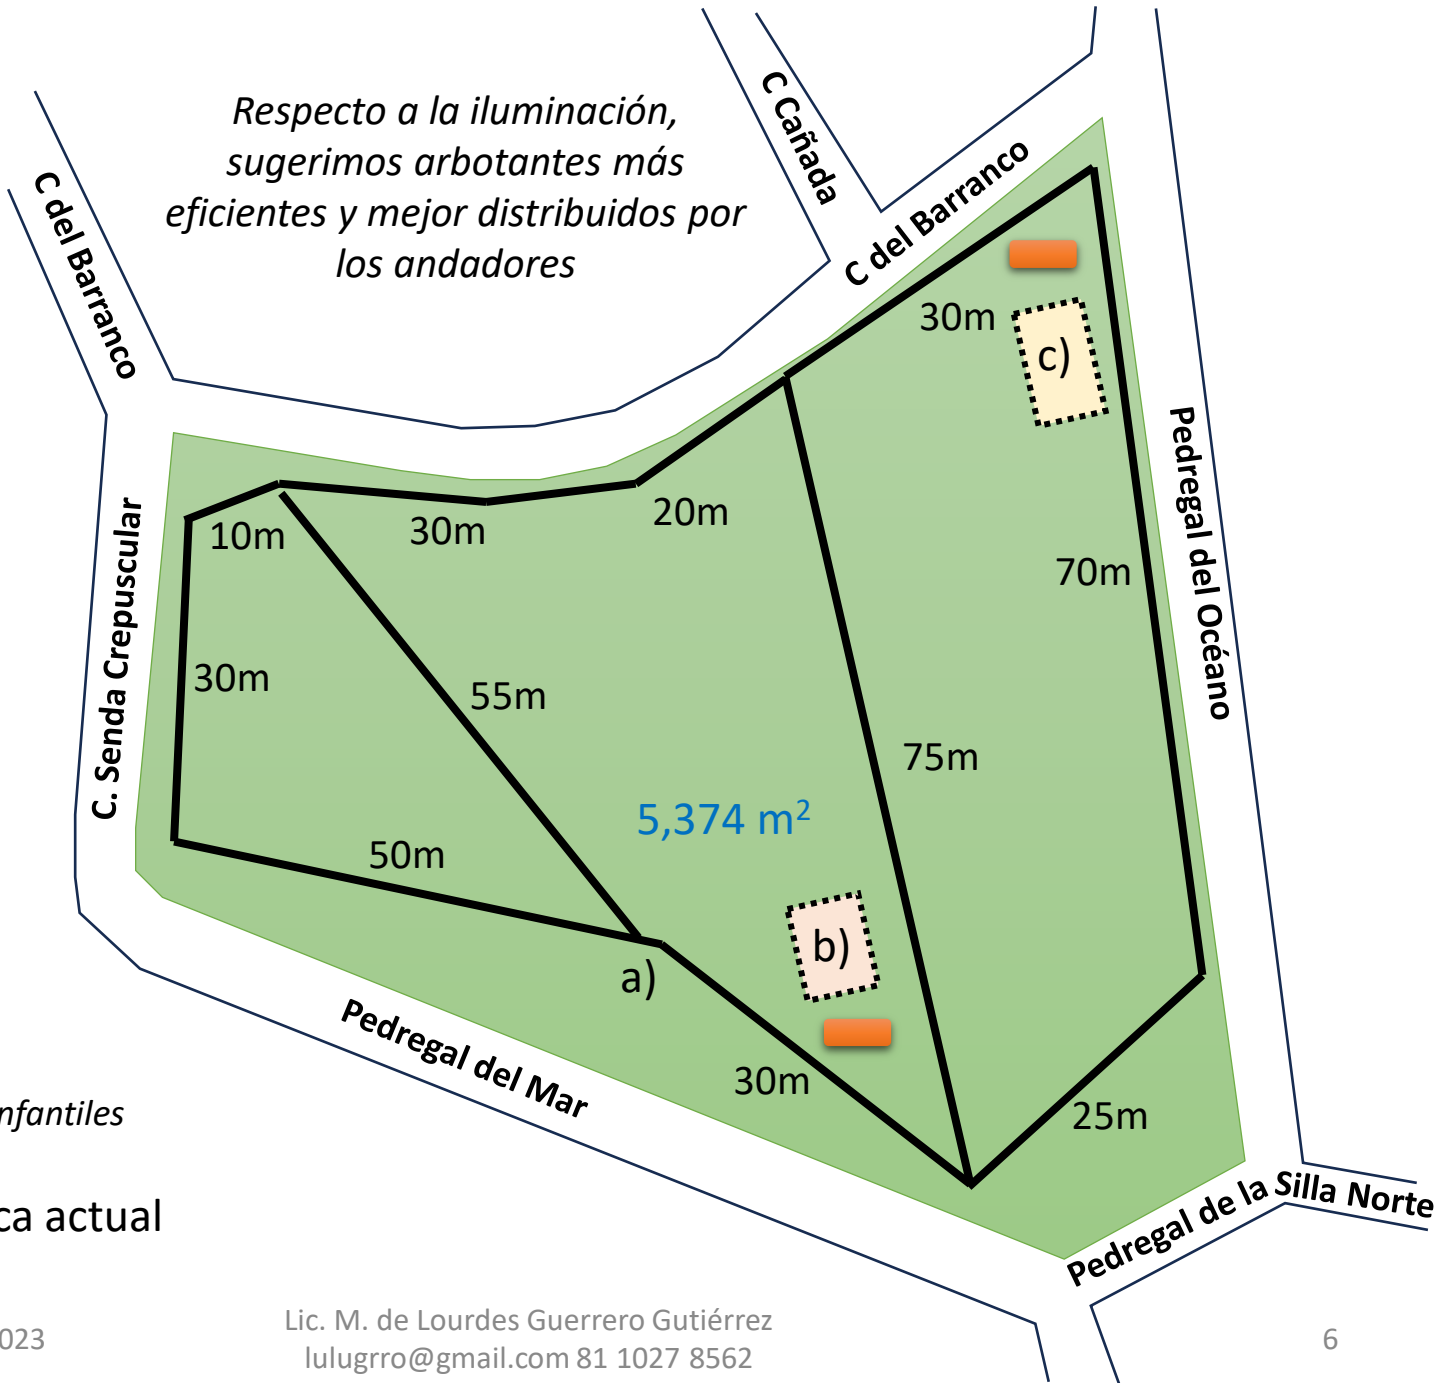 Respecto a la iluminación,
sugerimos arbotantes más
eficientes y mejor distribuidos por
los andadores
C Cañada
C del Barranco
C del Barranco
30m
c)
Pedregal del Océano
10m
30m
20m
C. Senda Crepuscular
70m
30m
55m
75m
5,374 m²
50m
b)
a)
Pedregal del Mar
30m
25m
nfantiles
Pedregal de la Silla Norte
ca actual
023
Lic. M. de Lourdes Guerrero Gutiérrez
lulugrro@gmail.com 81 1027 8562
6